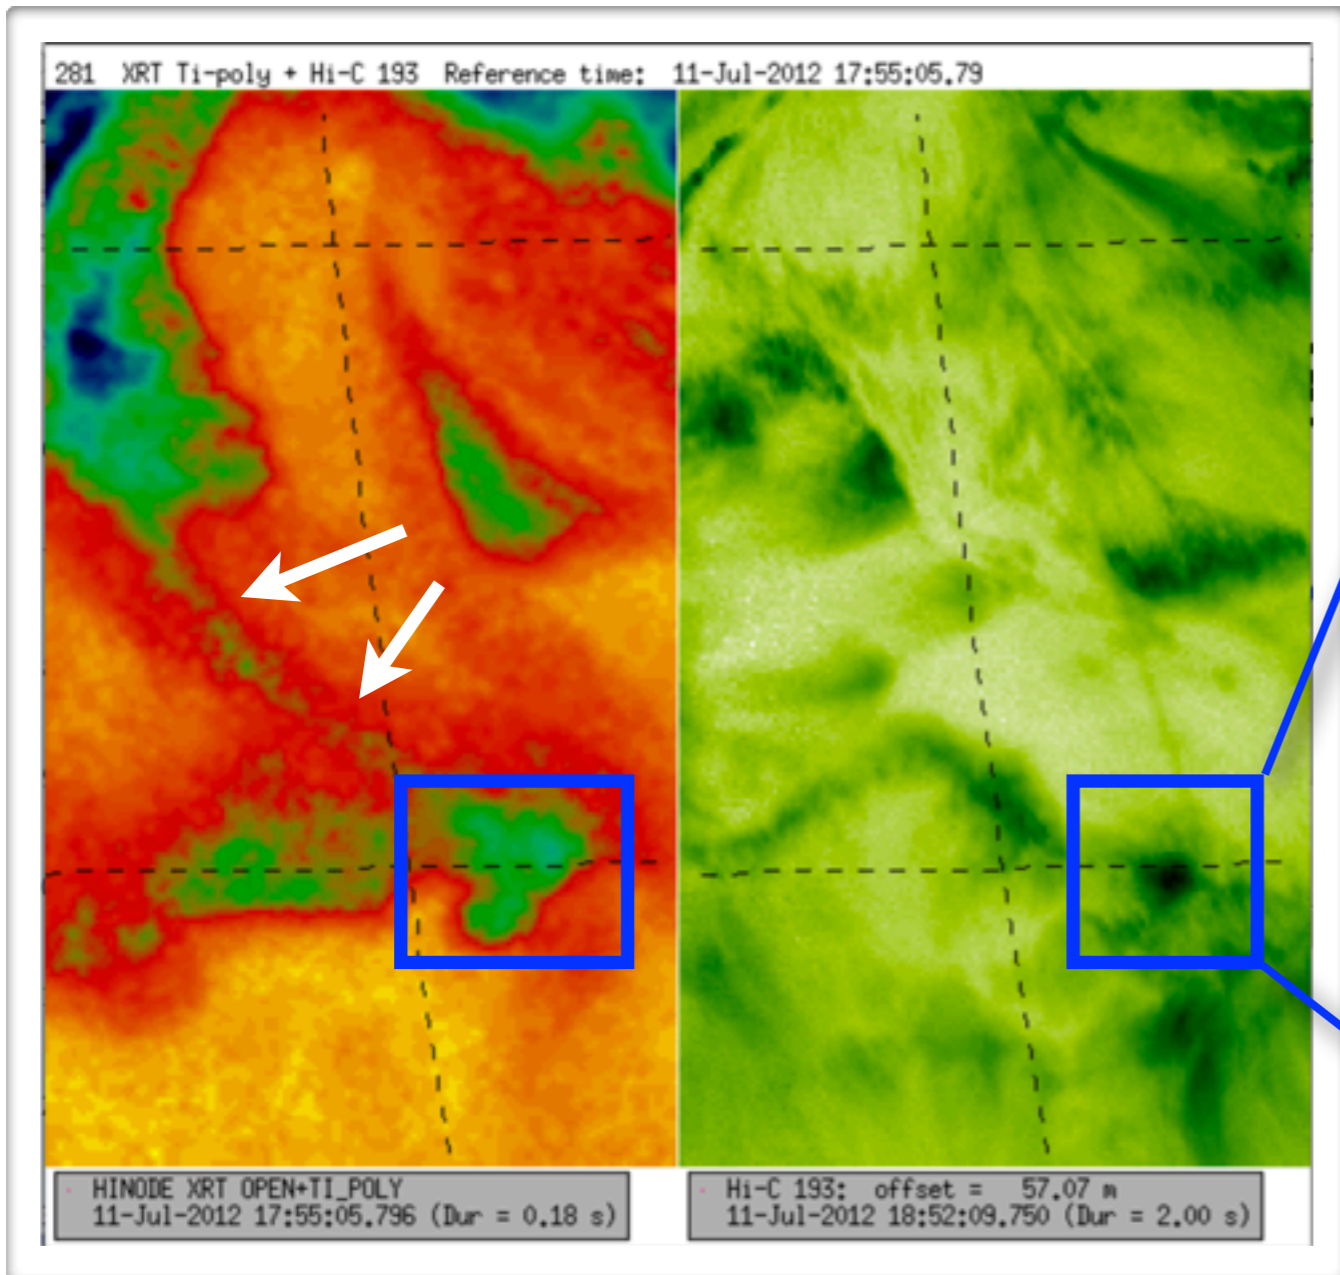 281 XRT Ti-poly + Hi-C 193 Reference time: 11-Jul-2012 17:55:05.79
HINODE XRT OPEN+TI_POLY
11-Jul-2012 17:55:05.796 (Dur = 0.18 s)
Hi-C 193: offset = 57.07 m
11-Jul-2012 18:52:09.750 (Dur = 2.00 s)